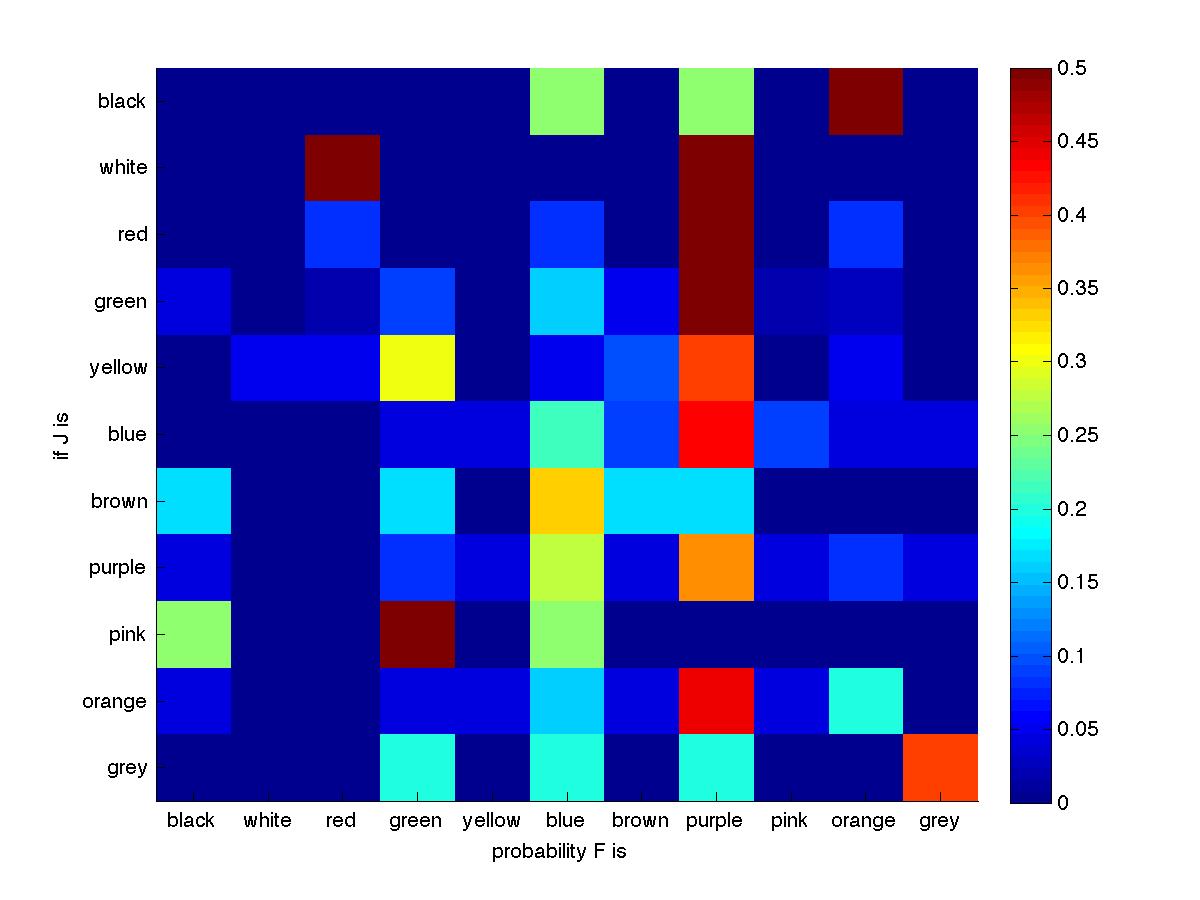 black
white
red
green
yellow
blue
brown
purple
pink
orange
grey
if J is
black white red green yellow blue brown purple pink orange grey
probability F is
0.5
0.45
0.4
0.35
0.3
0.25
0.2
0.15
0.1
0.05
0